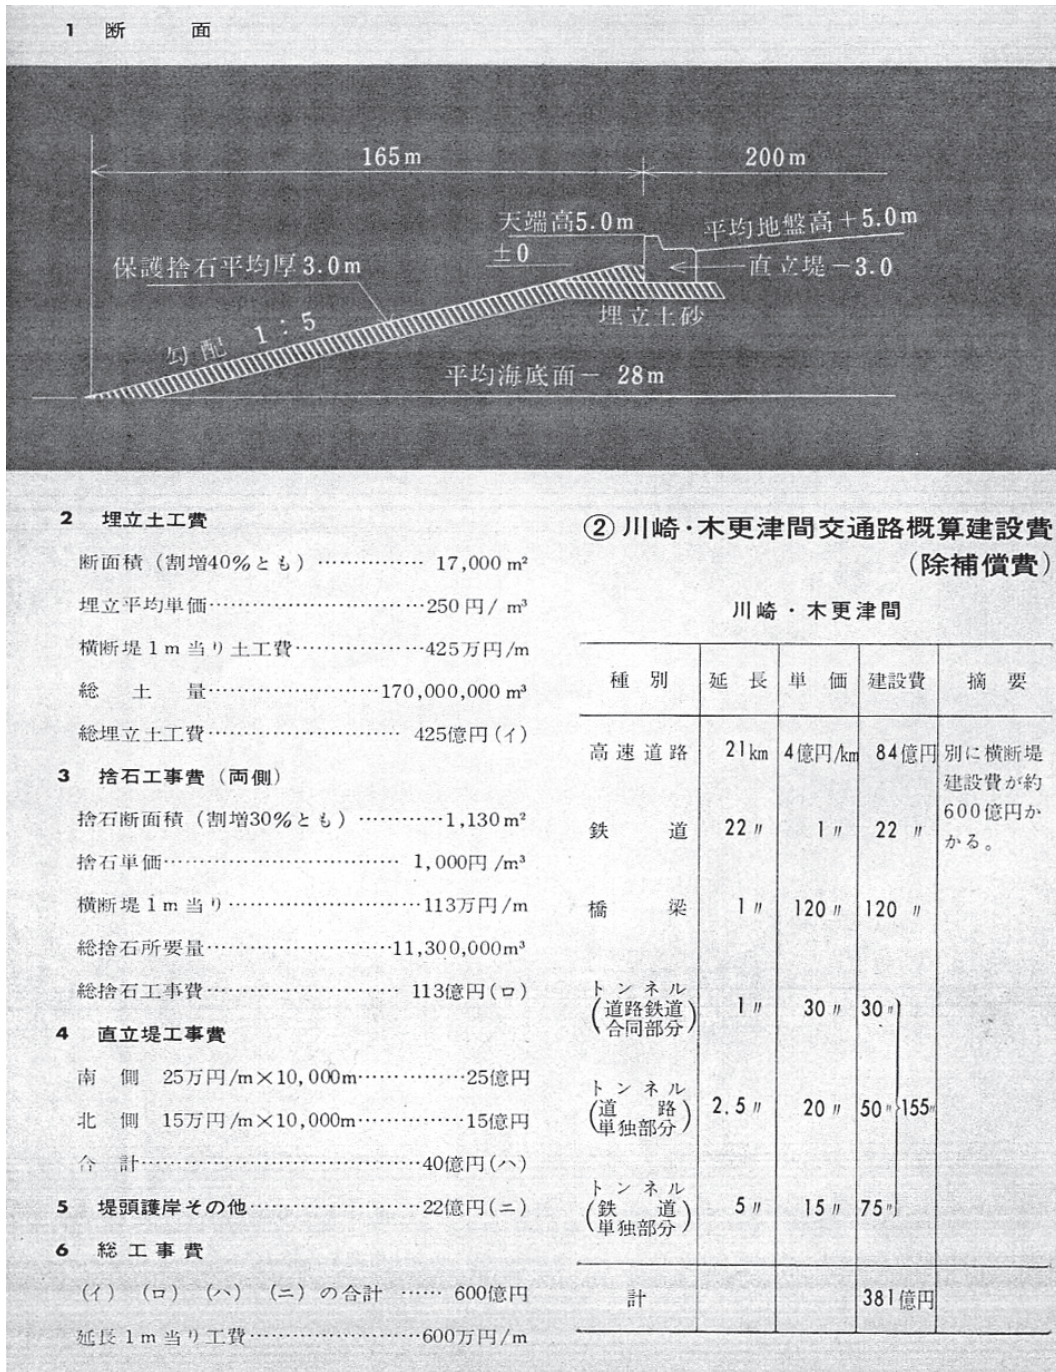 1 断 面
165m
200m
天端高5.0m
平均地盤高+5.0m
±0
保護捨石平均厚3.0m
直立堤-3.0
埋立土砂
勾配 1:5
平均海底面- 28m
2 埋立土工費
断面積(割増40%とも)…………… 17,000 m²
埋立平均単価…………………………250 円/ m³
横断堤1m当り土工費………………425万円/m
総 土 量……………………170,000,000 m³
総埋立土工費…………………… 425億円(イ)
3 捨石工事費(両側)
捨石断面積(割増30%とも)…………1,130m²
捨石単価………………………… 1,000円/m³
横断堤1m当り………………………113万円/m
総捨石所要量……………………11,300,000m³
総捨石工事費……………………… 113億円(ロ)
4 直立堤工事費
南 側 25万円/m×10,000m……………25億円
北 側 15万円/m×10,000m……………15億円
合 計………………………………40億円(ハ)
5 堤頭護岸その他…………………22億円(ニ)
6 総工事費
(イ)(ロ)(ハ)(ニ)の合計 …… 600億円
延長1m当り工費…………………600万円/m
②川崎・木更津間交通路概算建設費
(除補償費)
川崎・木更津間
種別 延長 単価 建設費 摘要
高速道路 21km 4億円/km 84億円 別に横断堤
建設費が約
600億円か
かる。
鉄道 22〃 1〃 22〃
橋梁 1〃 120〃 120〃
トンネル
(道路鉄道
合同部分) 1〃 30〃 30〃
トンネル
(道路
単独部分) 2.5〃 20〃 50〃 155〃
トンネル
(鉄道
単独部分) 5〃 15〃 75〃
計 381億円